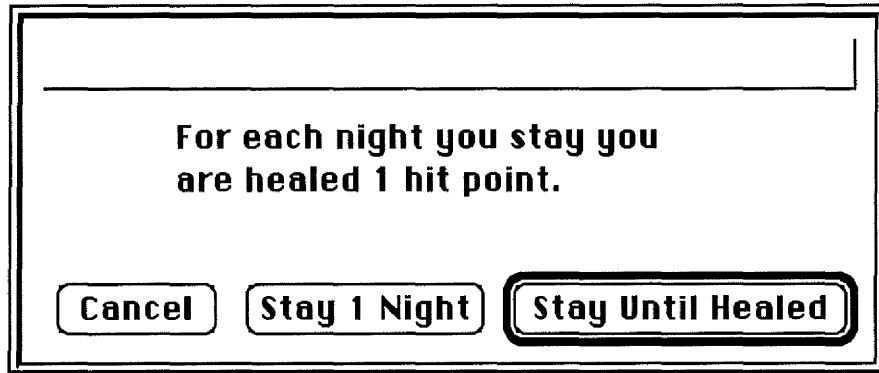 For each night you stay you
are healed 1 hit point.
Cancel
Stay 1 Night
Stay Until Healed